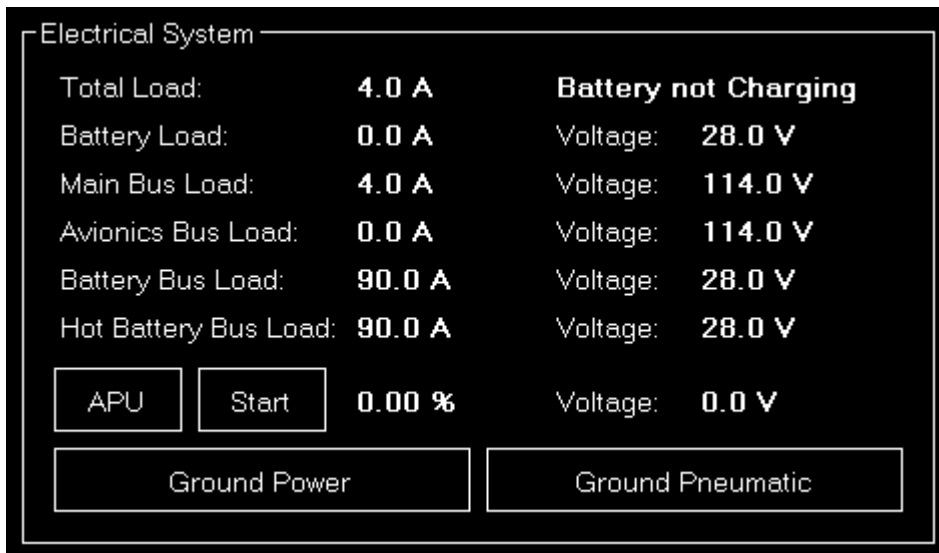 Electrical System
Total Load: 4.0 A Battery not Charging
Battery Load: 0.0 A Voltage: 28.0 V
Main Bus Load: 4.0 A Voltage: 114.0 V
Avionics Bus Load: 0.0 A Voltage: 114.0 V
Battery Bus Load: 90.0 A Voltage: 28.0 V
Hot Battery Bus Load: 90.0 A Voltage: 28.0 V
APU Start 0.00 % Voltage: 0.0 V
Ground Power Ground Pneumatic